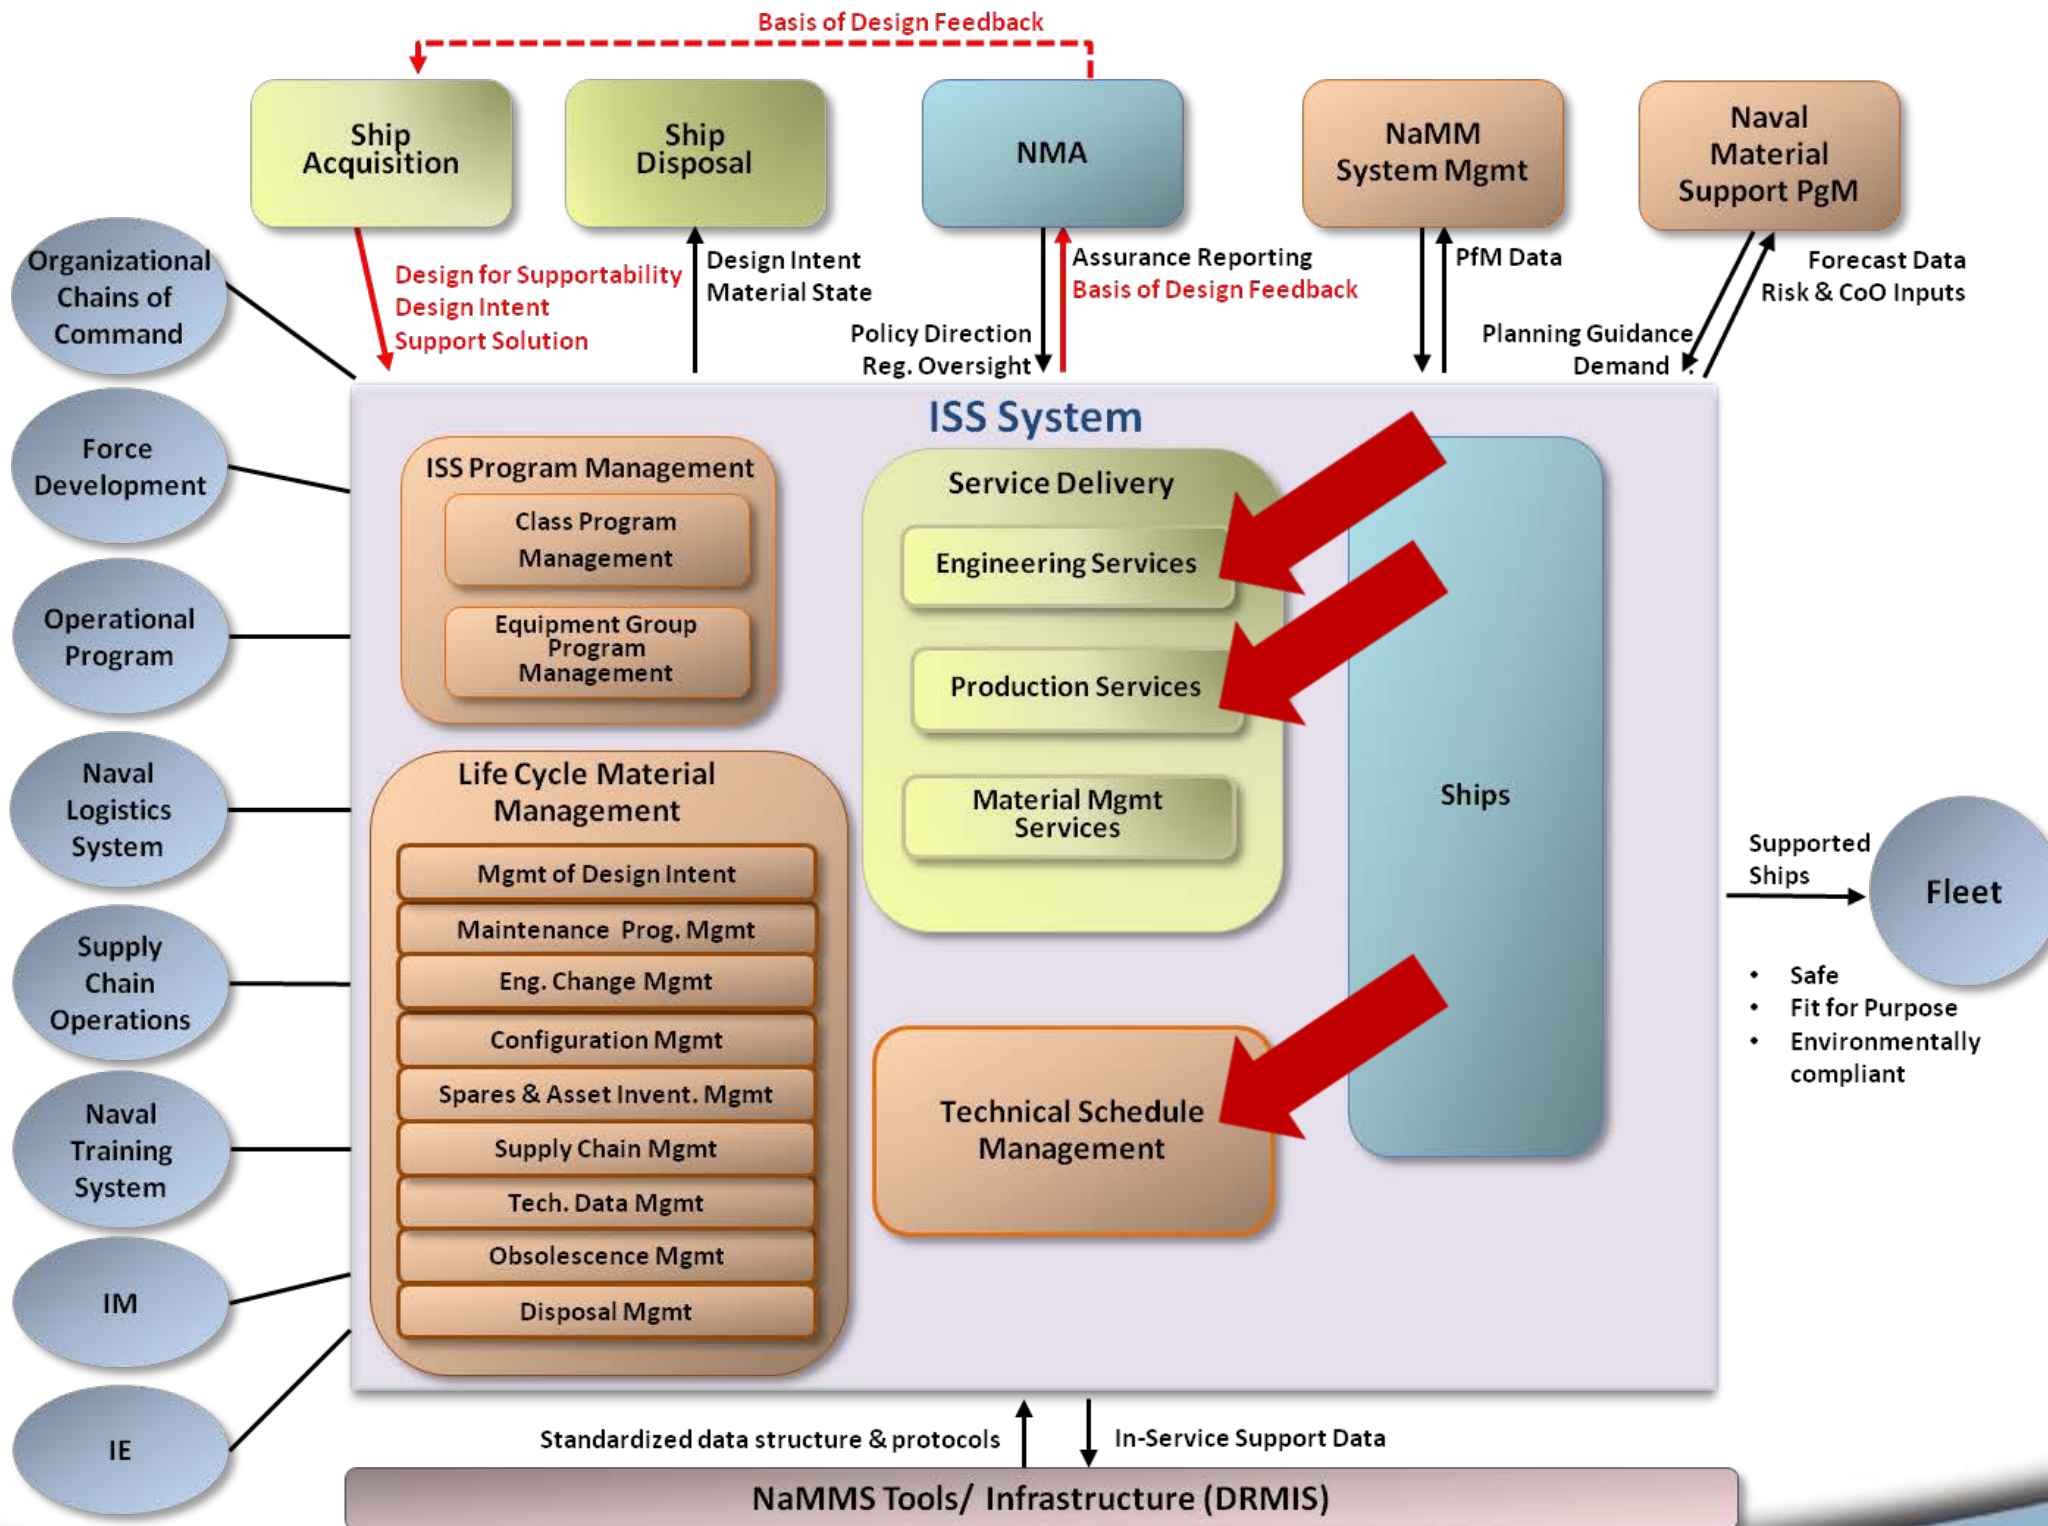 Basis of Design Feedback
Ship
Acquisition
Ship
Disposal
NMA
NaMM
System Mgmt
Naval
Material
Support PgM
Design for Supportability
Design Intent
Support Solution
Design Intent
Material State
Assurance Reporting
Basis of Design Feedback
Policy Direction
Reg. Oversight
PfM Data
Forecast Data
Risk & CoO Inputs
Planning Guidance
Demand
Organizational
Chains of
Command
Force
Development
Operational
Program
Naval
Logistics
System
Supply
Chain
Operations
Naval
Training
System
IM
IE
ISS System
ISS Program Management
Class Program
Management
Equipment Group
Program
Management
Life Cycle Material
Management
Mgmt of Design Intent
Maintenance Prog. Mgmt
Eng. Change Mgmt
Configuration Mgmt
Spares & Asset Invent. Mgmt
Supply Chain Mgmt
Tech. Data Mgmt
Obsolescence Mgmt
Disposal Mgmt
Service Delivery
Engineering Services
Production Services
Material Mgmt
Services
Technical Schedule
Management
Ships
Supported
Ships
Fleet
• Safe
• Fit for Purpose
• Environmentally
compliant
Standardized data structure & protocols
In-Service Support Data
NaMMS Tools/ Infrastructure (DRMIS)